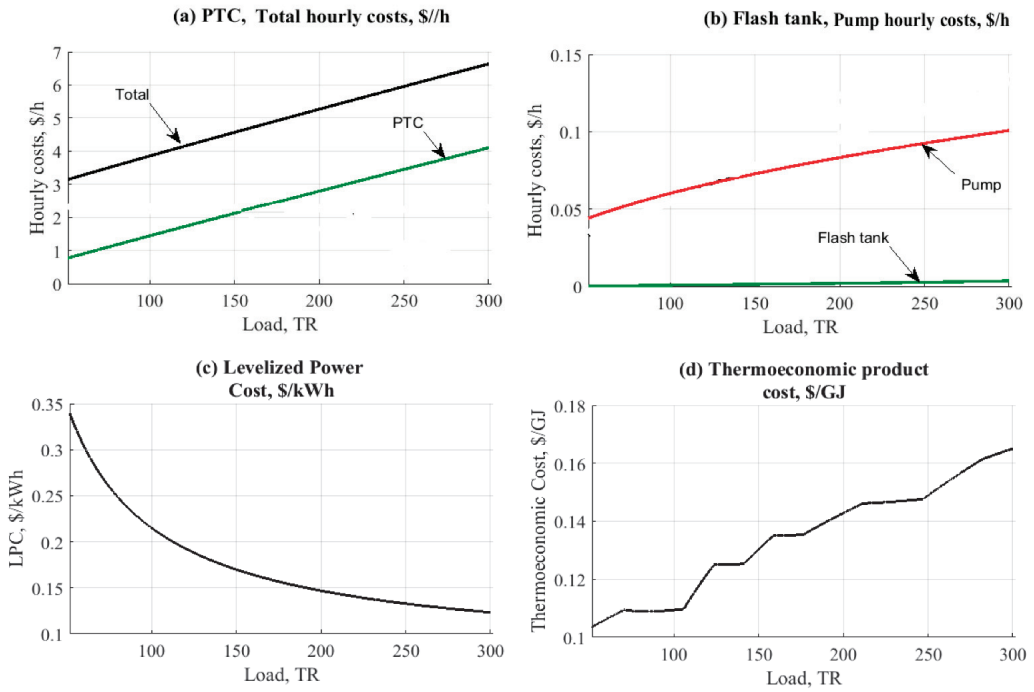 (a) PTC, Total hourly costs, $//h
7
6
5
4
3
2
1
0
Hourly costs, $/h
Total
PTC
100
150
200
250
300
Load, TR
(b) Flash tank, Pump hourly costs, $/h
0.15
0.1
0.05
0
Hourly costs, $/h
Pump
Flash tank
100
150
200
250
300
Load, TR
(c) Levelized Power
Cost, $/kWh
0.35
0.3
0.25
0.2
0.15
0.1
LPC, $/kWh
100
150
200
250
300
Load, TR
(d) Thermoeconomic product
cost, $/GJ
0.18
0.16
0.14
0.12
0.1
Thermoeconomic Cost, $/GJ
100
150
200
250
300
Load, TR